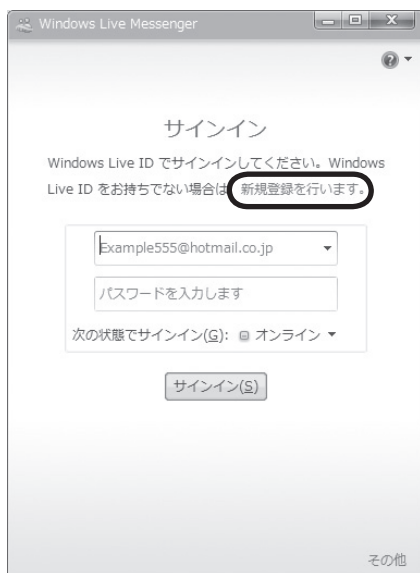 Windows Live Messenger
サインイン
Windows Live ID でサインインしてください。Windows
Live ID をお持ちでない場合は 新規登録を行います。
Example555@hotmail.co.jp
パスワードを入力します
次の状態でサインイン(G): オンライン
サインイン(S)
その他